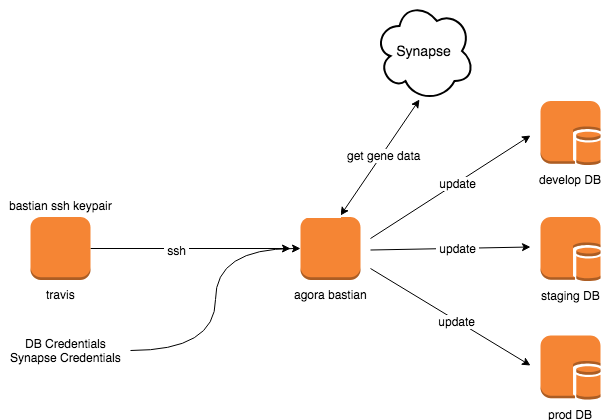 Synapse
get gene data
develop DB
update
bastian ssh keypair
ssh
update
travis
agora bastian
staging DB
update
DB Credentials
Synapse Credentials
prod DB